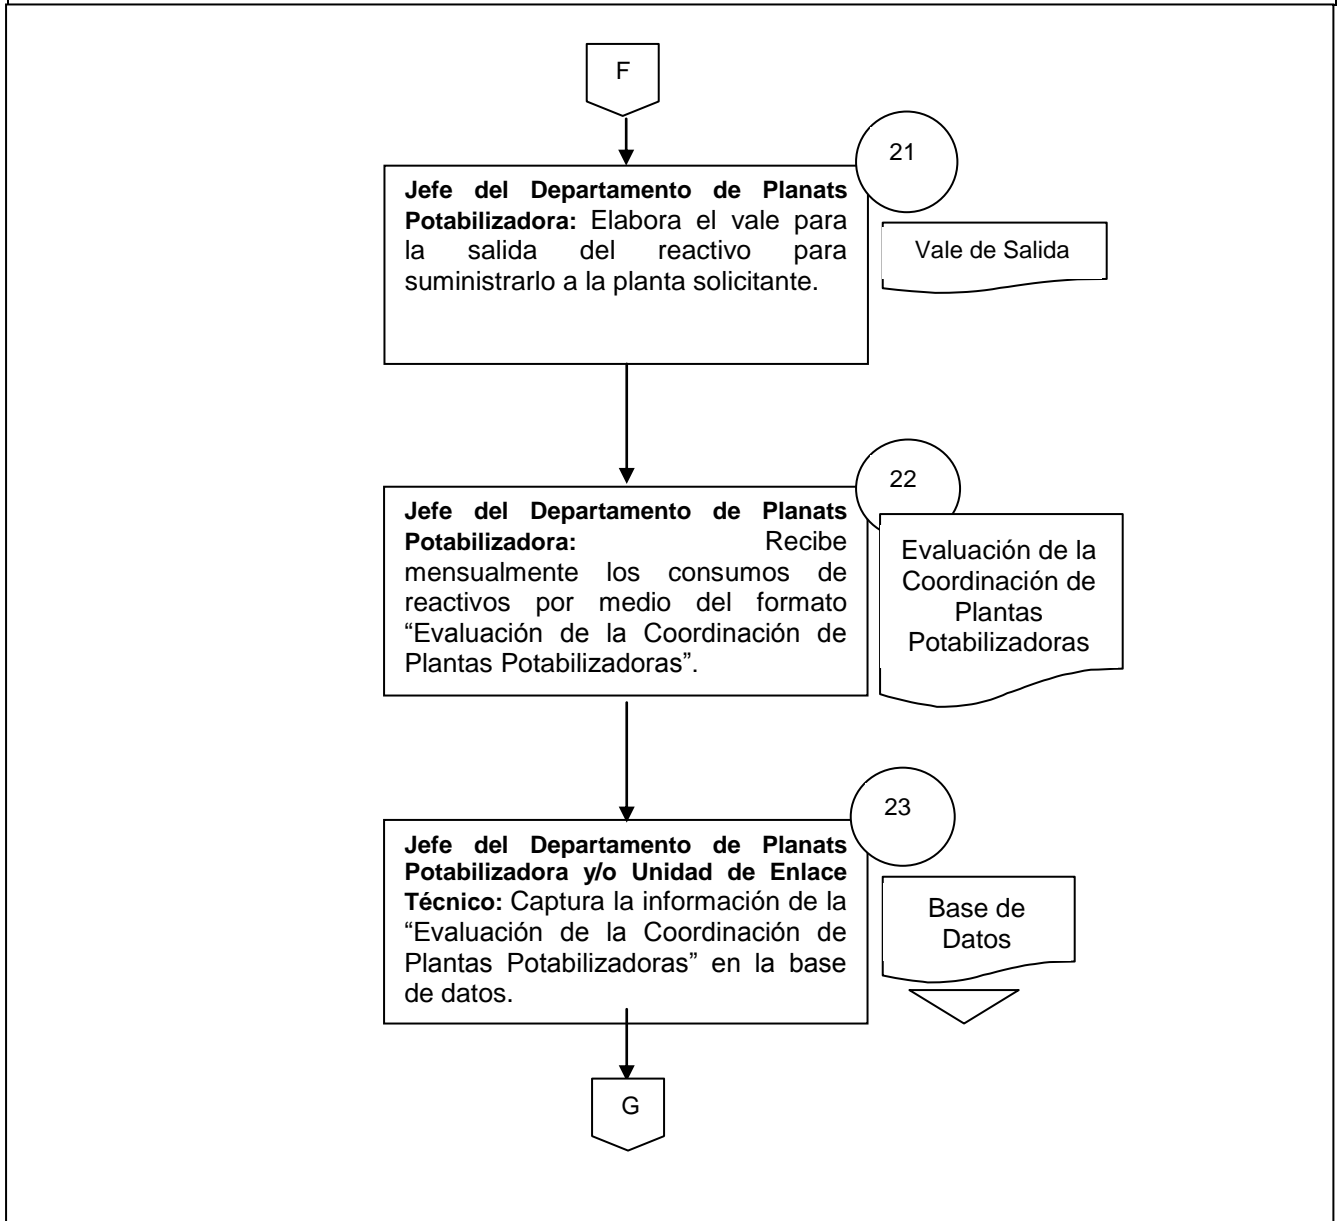 F
21
Jefe del Departamento de Planats
Potabilizadora: Elabora el vale para
la salida del reactivo para
suministrarlo a la planta solicitante.
Vale de Salida
22
Jefe del Departamento de Planats
Potabilizadora: Recibe
mensualmente los consumos de
reactivos por medio del formato
“Evaluación de la Coordinación de
Plantas Potabilizadoras”.
Evaluación de la
Coordinación de
Plantas
Potabilizadoras
23
Jefe del Departamento de Planats
Potabilizadora y/o Unidad de Enlace
Técnico: Captura la información de la
“Evaluación de la Coordinación de
Plantas Potabilizadoras” en la base
de datos.
Base de
Datos
G